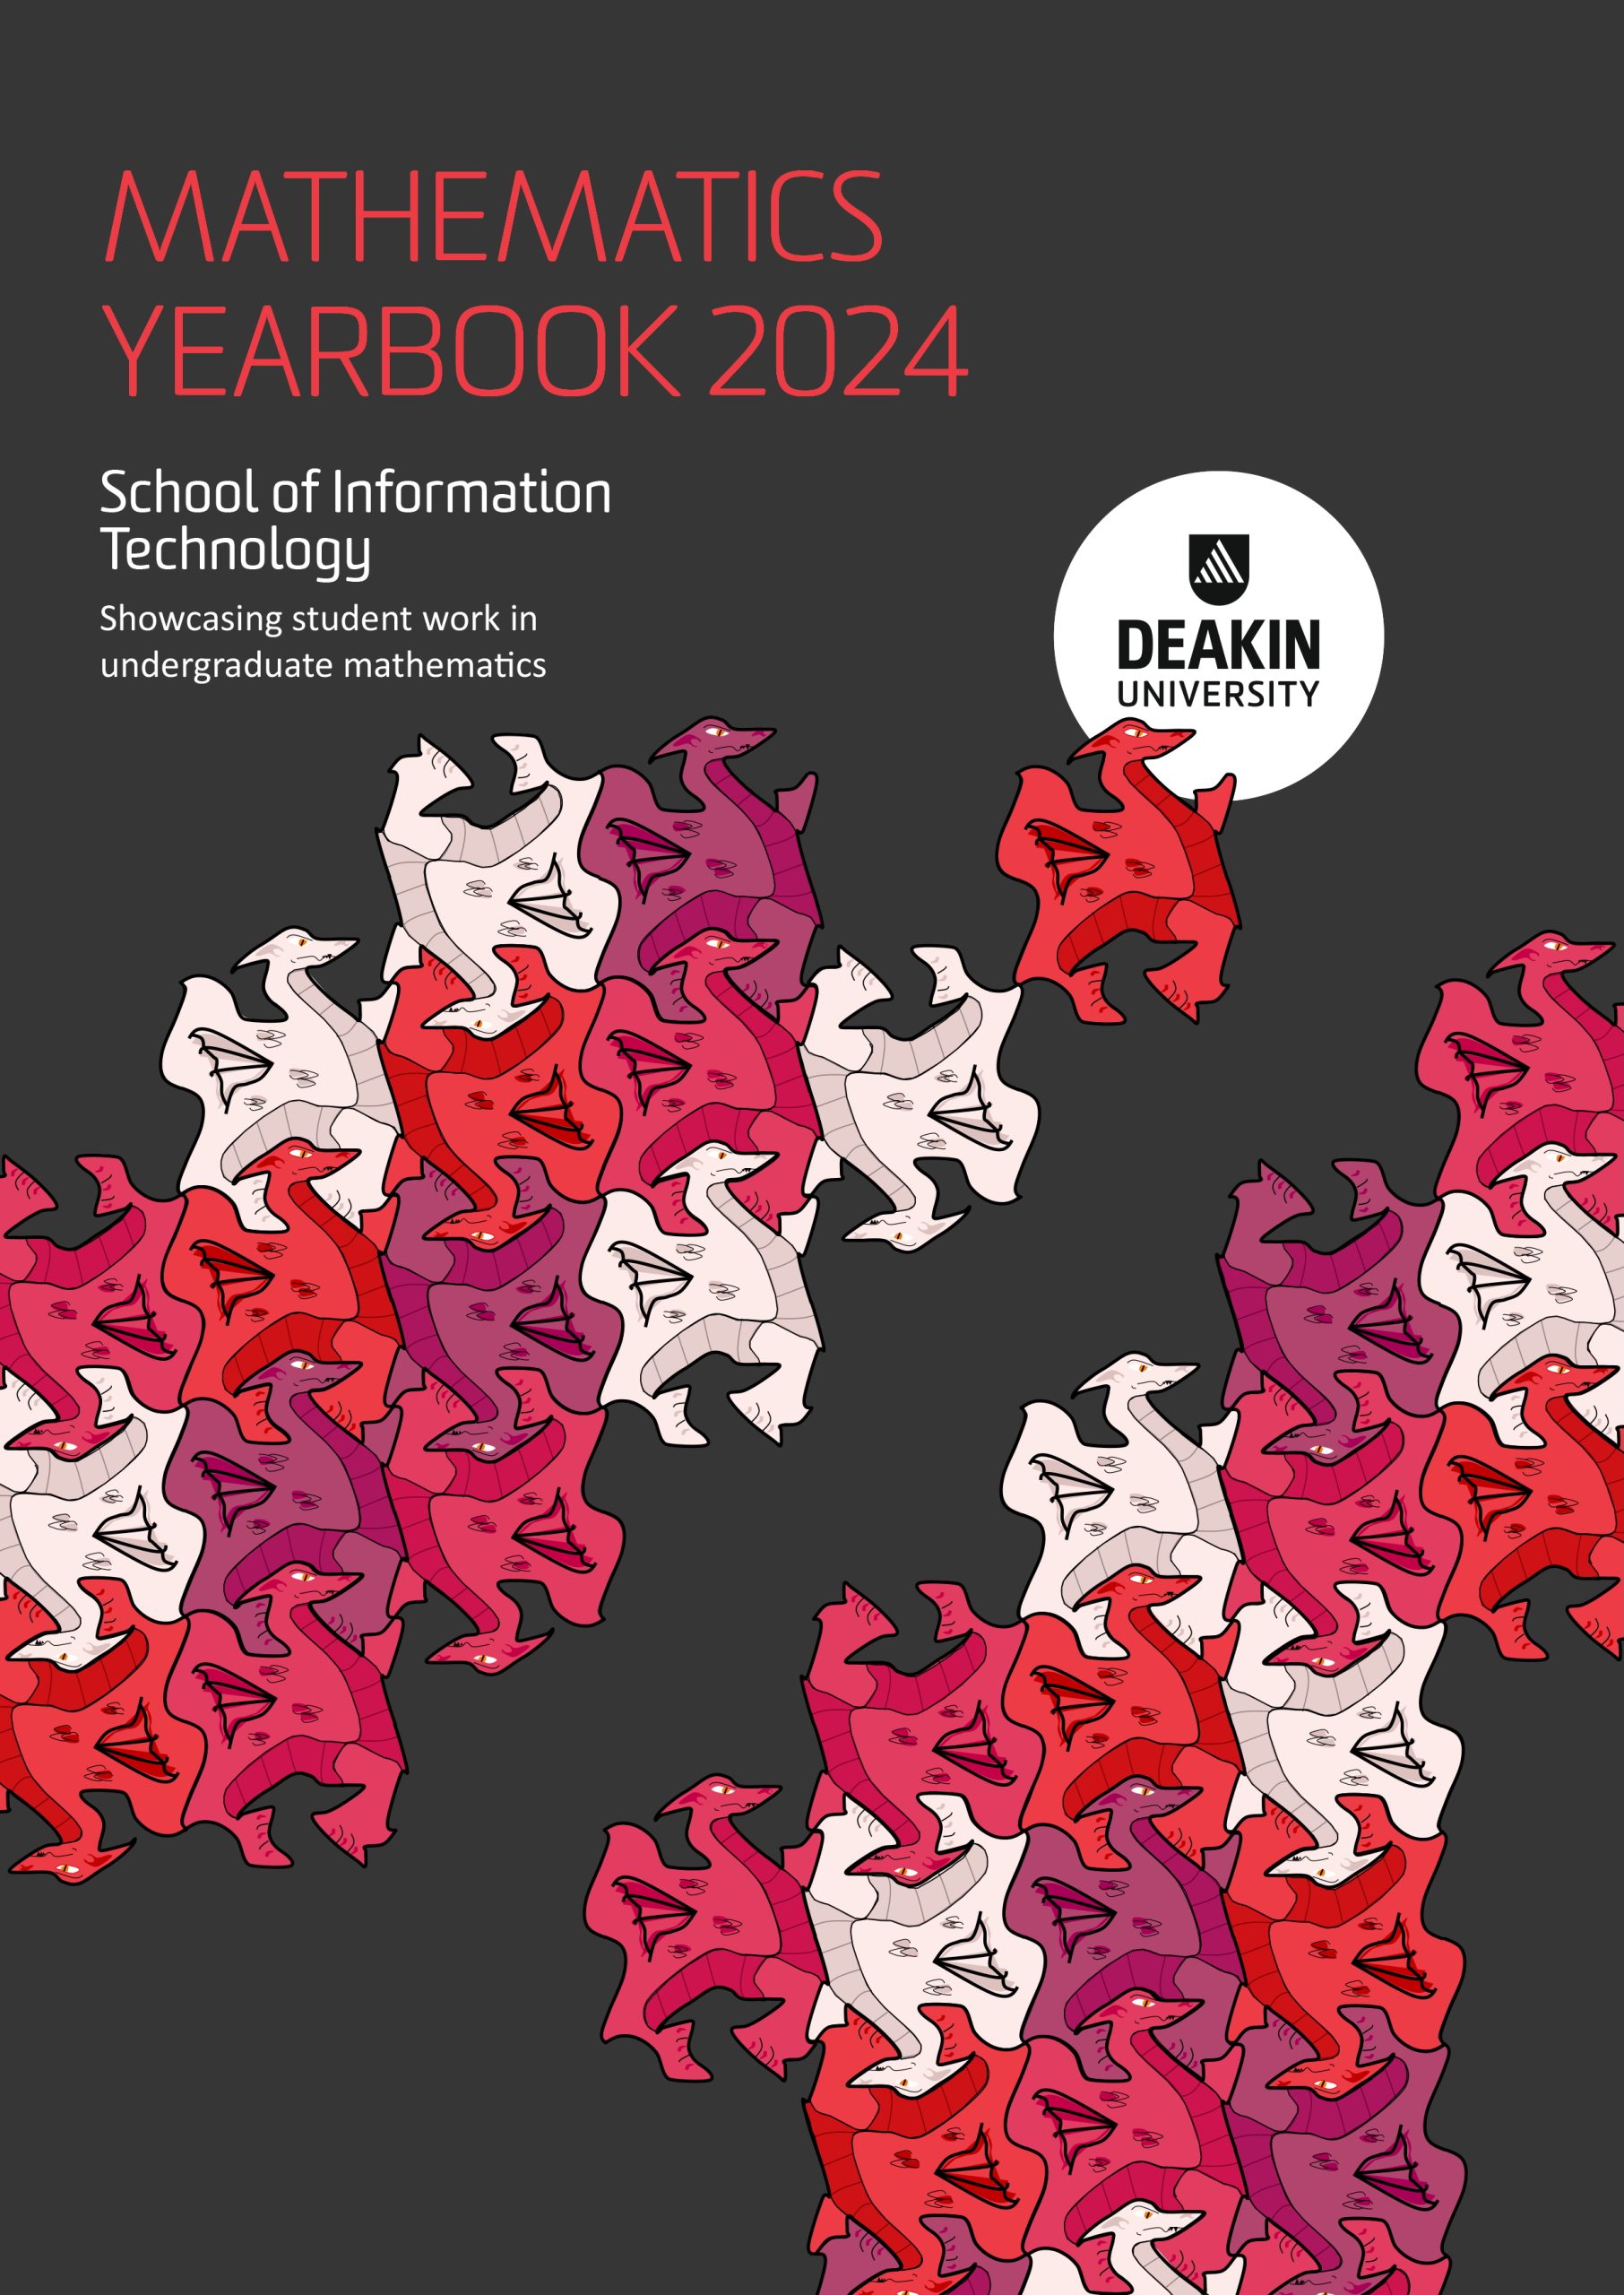 MATHEMATICS
YEARBOOK 2024
School of Information
Technology
Showcasing student work in
undergraduate mathematics
DEAKIN
UNIVERSITY